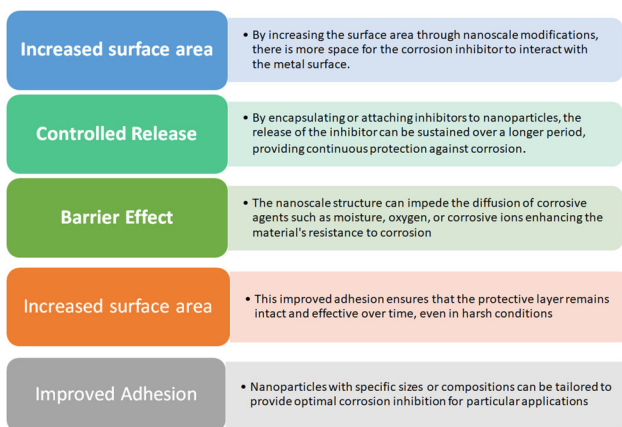 Increased surface area
• By increasing the surface area through nanoscale modifications,
there is more space for the corrosion inhibitor to interact with
the metal surface.
Controlled Release
• By encapsulating or attaching inhibitors to nanoparticles, the
release of the inhibitor can be sustained over a longer period,
providing continuous protection against corrosion.
Barrier Effect
• The nanoscale structure can impede the diffusion of corrosive
agents such as moisture, oxygen, or corrosive ions enhancing the
material's resistance to corrosion
Increased surface area
• This improved adhesion ensures that the protective layer remains
intact and effective over time, even in harsh conditions
Improved Adhesion
• Nanoparticles with specific sizes or compositions can be tailored to
provide optimal corrosion inhibition for particular applications